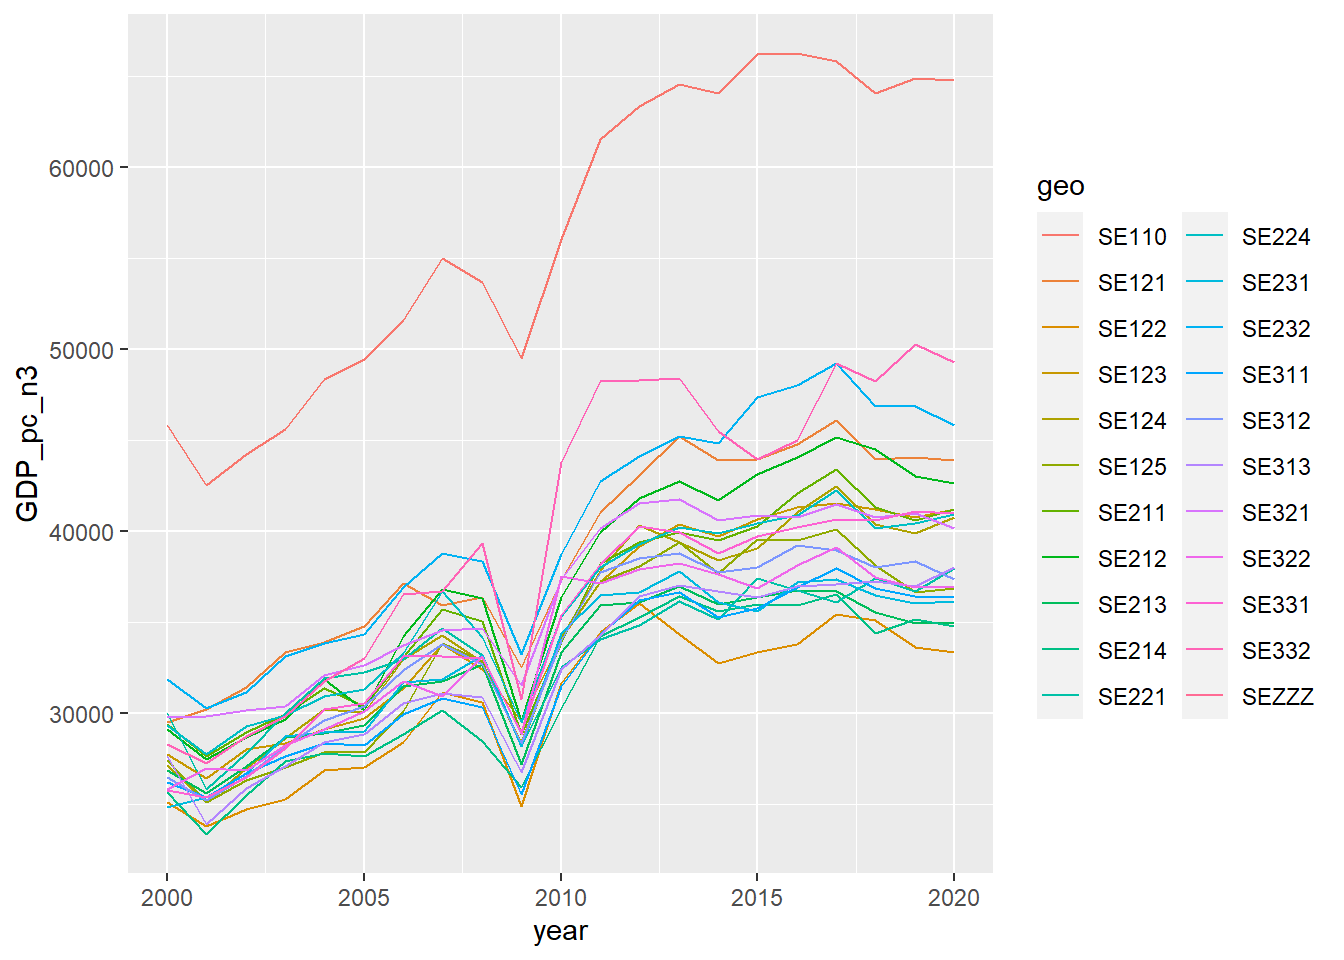 GDP_pc_n3
60000
50000
40000
30000
2000 2005 2010 2015 2020
year
geo
SE110 SE224
SE121 SE231
SE122 SE232
SE123 SE311
SE124 SE312
SE125 SE313
SE211 SE321
SE212 SE322
SE213 SE331
SE214 SE332
SE221 SEZZZ